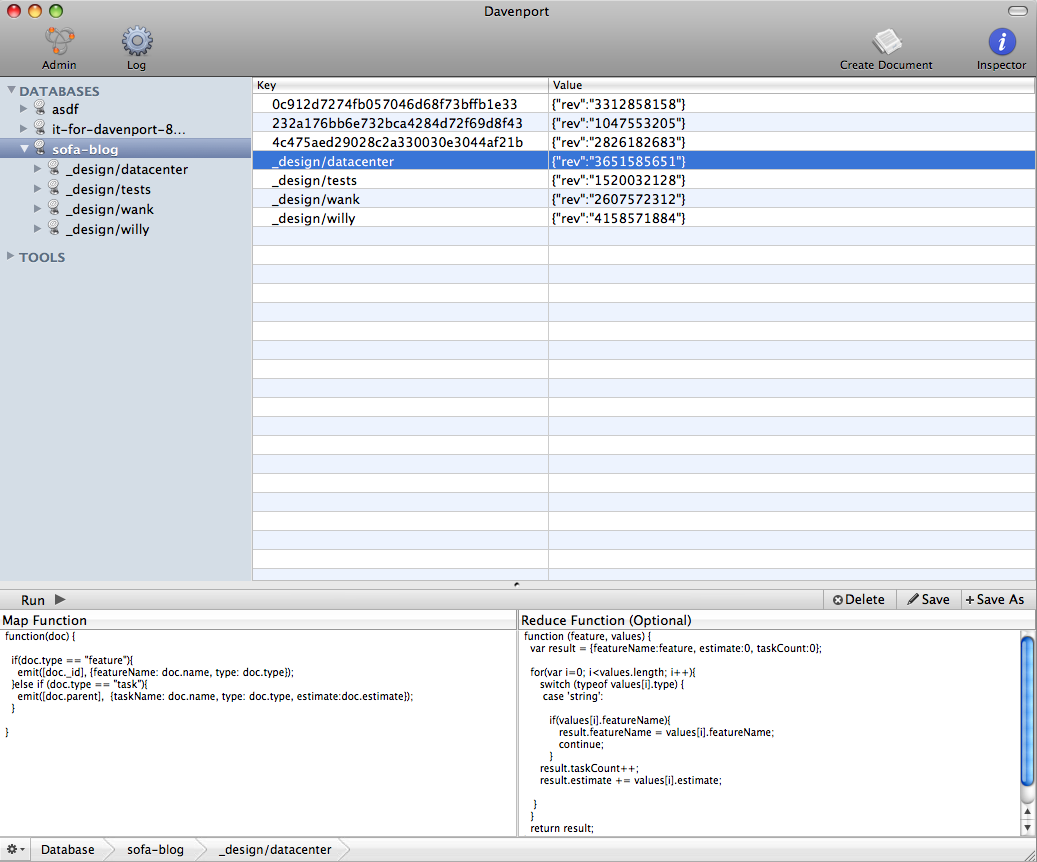 Davenport
Admin
Log
Create Document
Inspector
DATABASES
asdf
it-for-davenport-8...
sofa-blog
_design/datacenter
_design/tests
_design/wank
_design/willy
TOOLS
Key Value
0c912d7274fb057046d68f73bffb1e33 {"rev":"3312858158"}
232a176bb6e732bca4284d72f69d8f43 {"rev":"1047553205"}
4c475aed29028c2a330030e3044af21b {"rev":"2826182683"}
_design/datacenter {"rev":"3651585651"}
_design/tests {"rev":"1520032128"}
_design/wank {"rev":"2607572312"}
_design/willy {"rev":"4158571884"}
Run Delete Save + Save As
Map Function
function(doc) {
if(doc.type == "feature"){
emit([doc._id], {featureName: doc.name, type: doc.type});
}else if (doc.type == "task"){
emit([doc.parent],  {taskName: doc.name, type: doc.type, estimate:doc.estimate});
}
}
Reduce Function (Optional)
function (feature, values) {
var result = {featureName:feature, estimate:0, taskCount:0};
for(var i=0; i<values.length; i++){
switch (typeof values[i].type) {
case 'string':
if(values[i].featureName){
result.featureName = values[i].featureName;
continue;
}
result.taskCount++;
result.estimate += values[i].estimate;
}
}
return result;
Database sofa-blog _design/datacenter